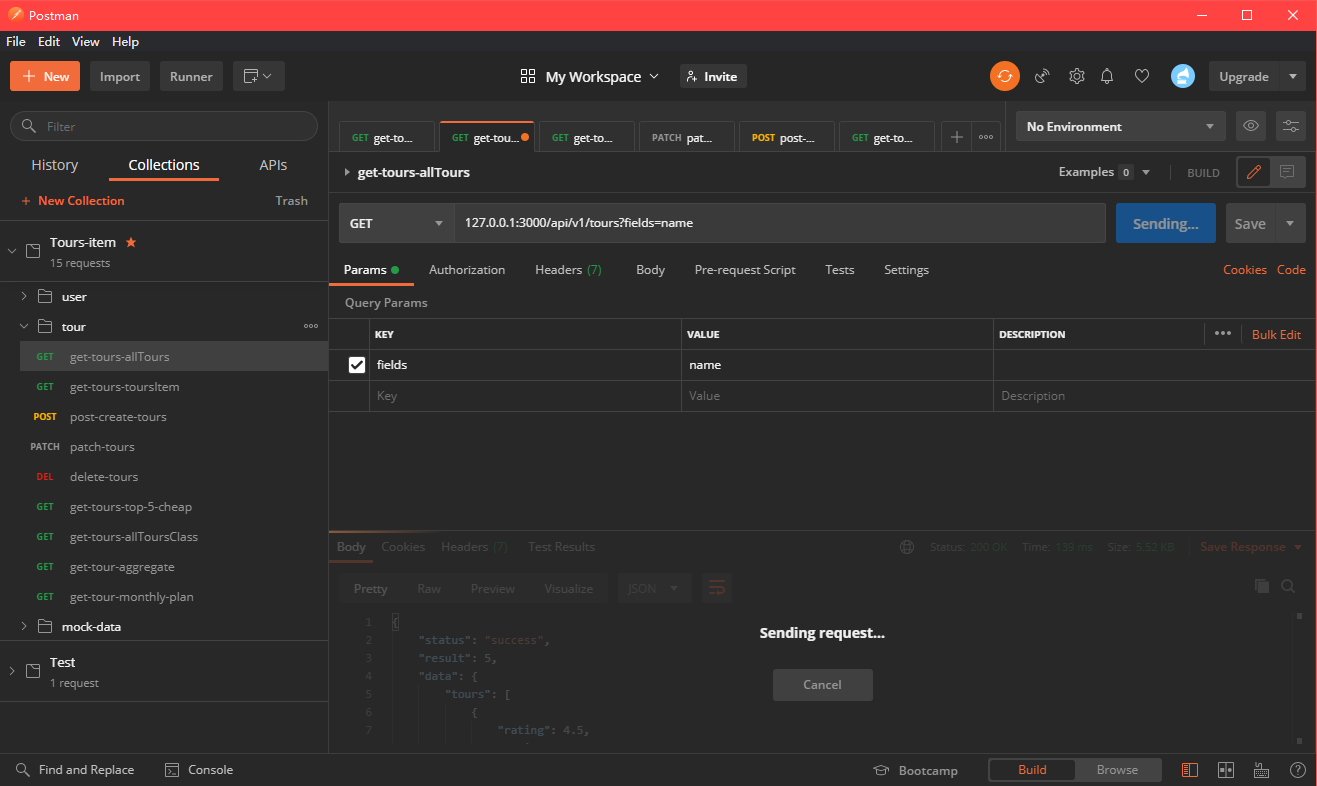 Postman
File Edit View Help
New Import Runner My Workspace Invite Upgrade
Filter
History Collections APIs
New Collection Trash
Tours-item
15 requests
user
tour
GET get-tours-allTours
GET get-tours-toursItem
POST post-create-tours
PATCH patch-tours
DEL delete-tours
GET get-tours-top-5-cheap
GET get-tours-allToursClass
GET get-tour-aggregate
GET get-tour-monthly-plan
mock-data
Test
1 request
GET get-to... GET get-tou... GET get-to... PATCH pat... POST post-... GET get-to... No Environment
get-tours-allTours Examples 0 BUILD
GET 127.0.0.1:3000/api/v1/tours?fields=name Sending... Save
Params Authorization Headers (7) Body Pre-request Script Tests Settings Cookies Code
Query Params
KEY VALUE DESCRIPTION Bulk Edit
fields name
Key Value Description
Body Cookies Headers (7) Test Results Status: 200 OK Time: 139 ms Size: 5.52 KB Save Response
Pretty Raw Preview Visualize JSON
1 {
2 "status": "success",
3 "result": 5,
4 "data": {
5 "tours": [
6 {
7 "rating": 4.5,
Sending request...
Cancel
Find and Replace Console Bootcamp Build Browse